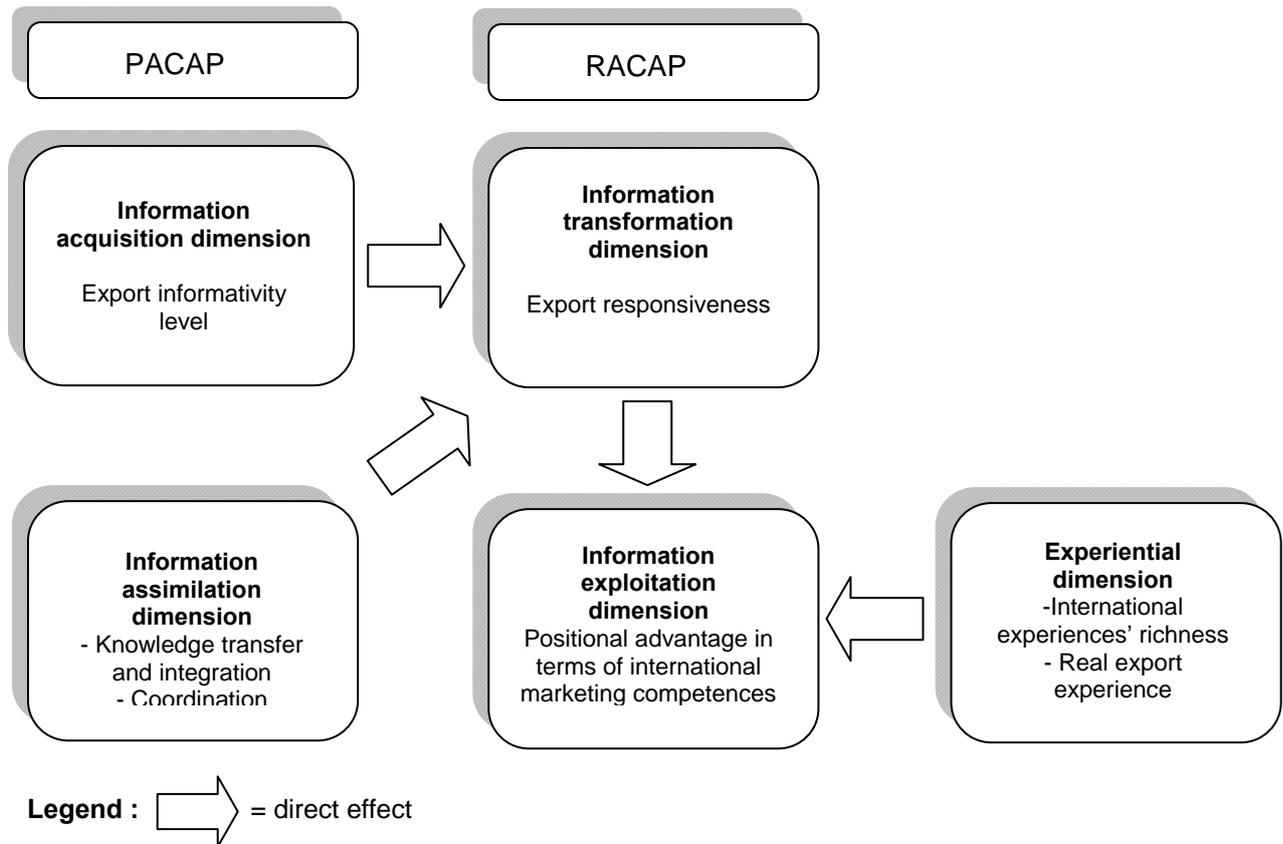 PACAP
RACAP
Information
acquisition dimension
Export informativity
level
Information
transformation
dimension
Export responsiveness
Information
assimilation
dimension
- Knowledge transfer
and integration
- Coordination
Information
exploitation
dimension
Positional advantage in
terms of international
marketing competences
Experiential
dimension
-International
experiences’ richness
- Real export
experience
Legend : = direct effect